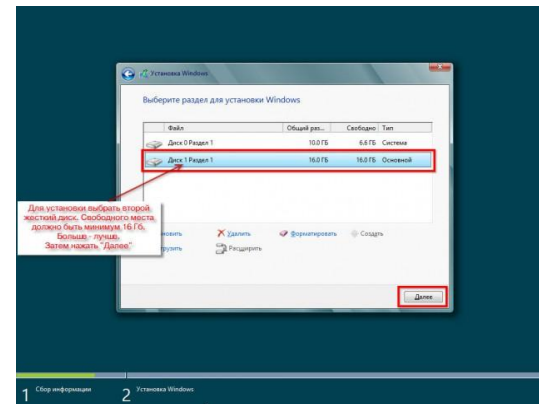 Установка Windows
Выберите раздел для установки Windows
Файл Общий раз... Свободно Тип
Диск 0 Раздел 1 10.0 ГБ 6.6 ГБ Система
Диск 1 Раздел 1 16.0 ГБ 16.0 ГБ Основной
Для установки выбрать второй
жесткий диск. Свободного места
должно быть минимум 16 Гб.
Больше - лучше.
Затем нажать "Далее"
Удалить Форматировать Создать
Расширить
Далее
1 Сбор информации 2 Установка Windows